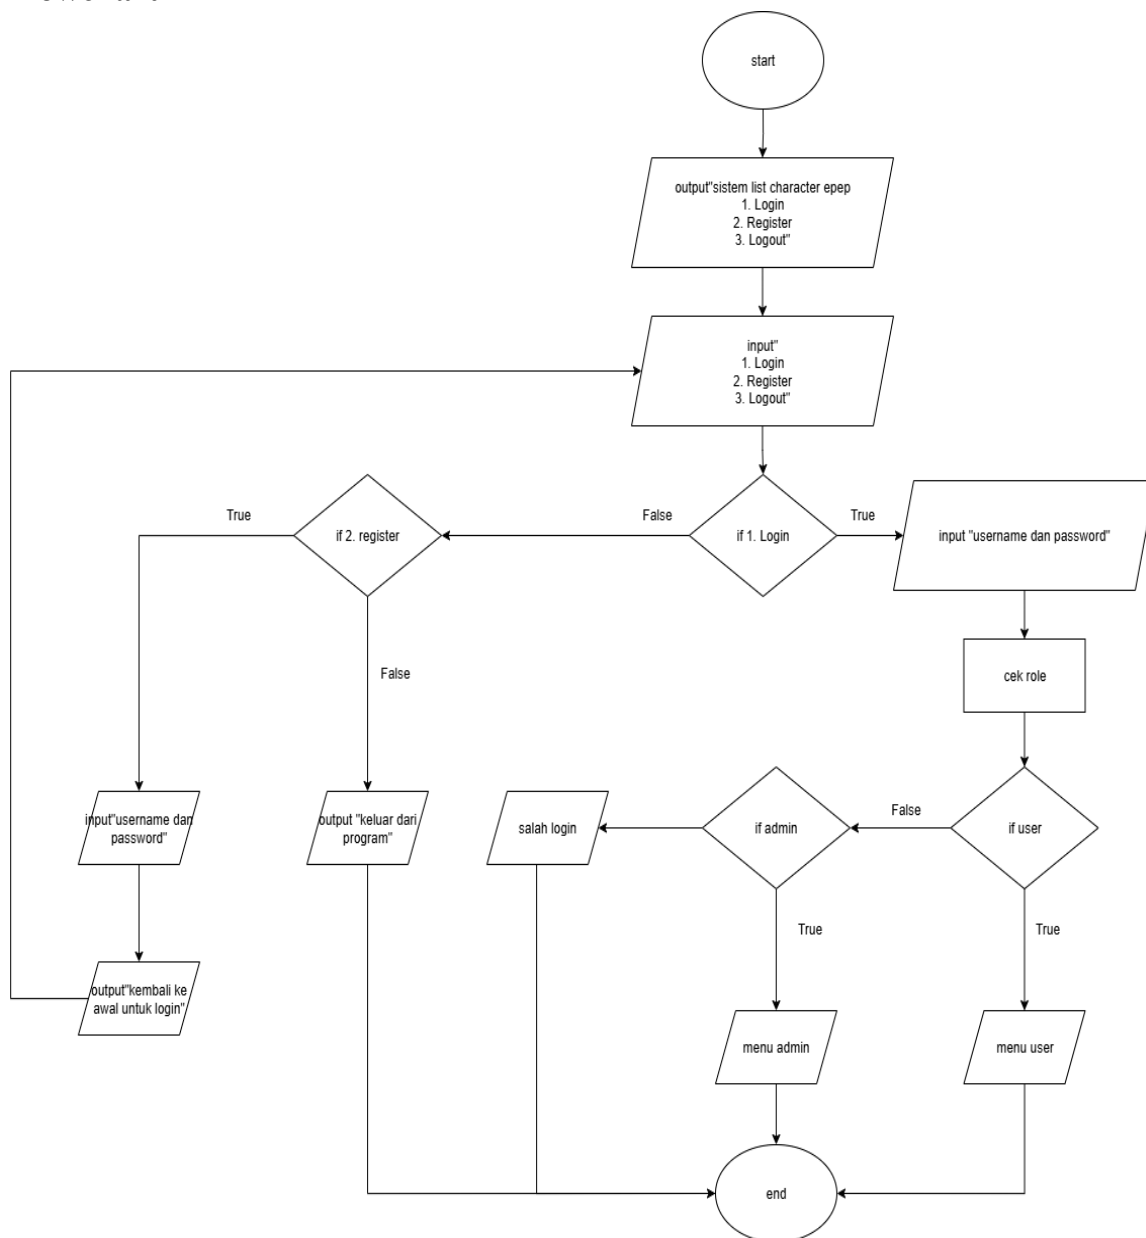 start
output"sistem list character epep
1. Login
2. Register
3. Logout"
input"
1. Login
2. Register
3. Logout"
True
if 2. register
False
if 1. Login
True
input "username dan password"
False
cek role
input"username dan
password"
output "keluar dari
program"
salah login
if admin
False
if user
True
True
output"kembali ke
awal untuk login"
menu admin
menu user
end